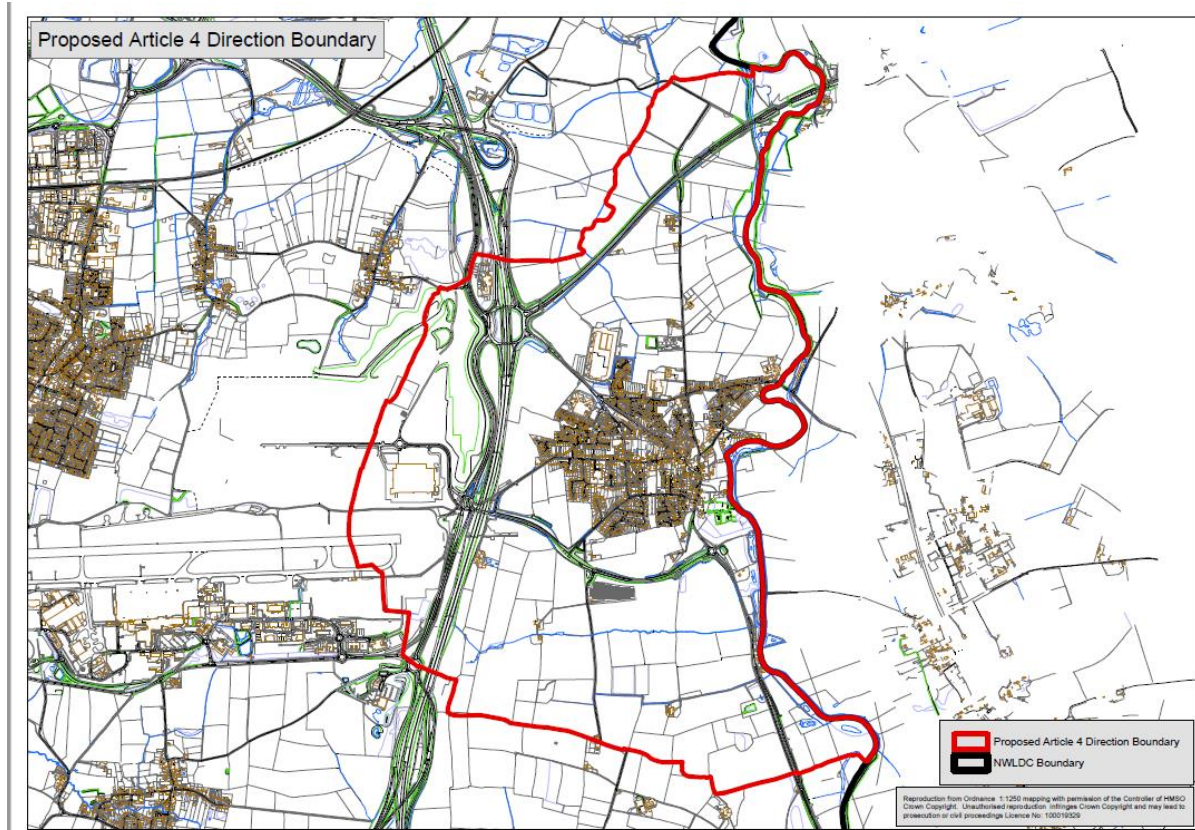 Proposed Article 4 Direction Boundary
Proposed Article 4 Direction Boundary
NWLDC Boundary
Reproduction from Ordnance 1:1250 mapping with permission of the Controller of HMSO
Crown Copyright. Unauthorised reproduction infringes Crown Copyright and may lead to
prosecution or civil proceedings Licence No: 100019329